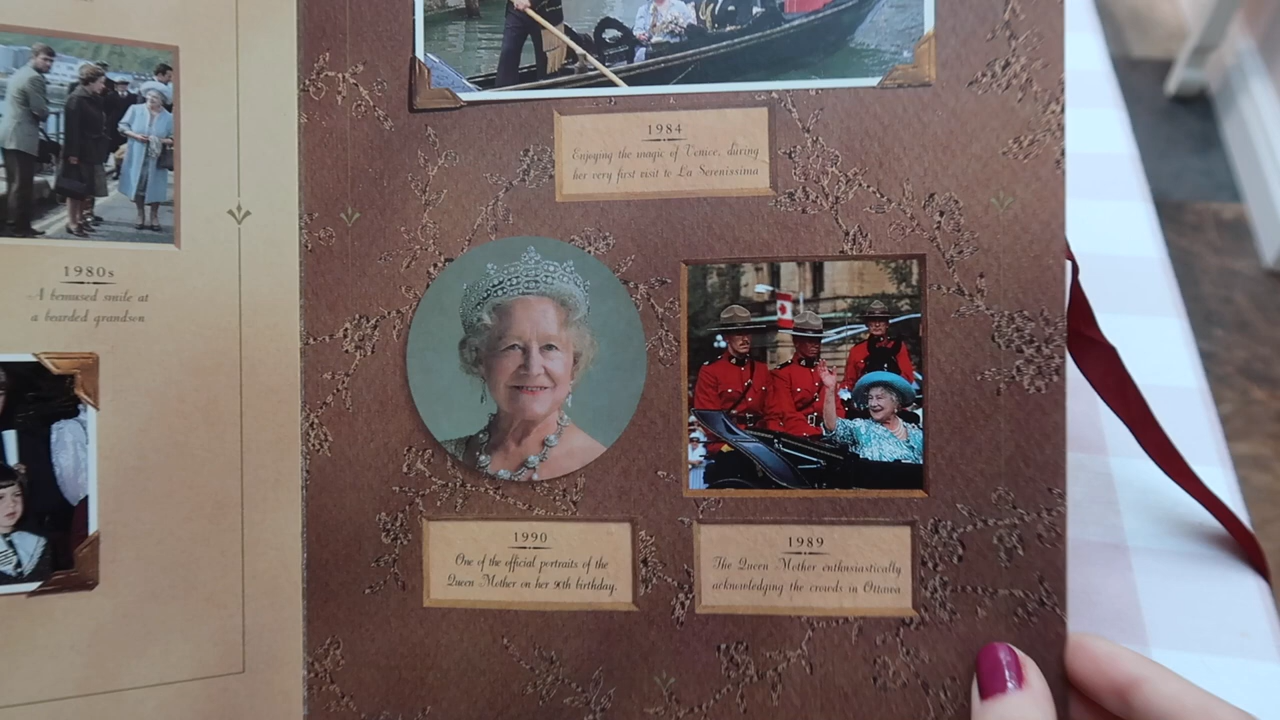 1980s
A bemused smile at
a bearded grandson
1984
Enjoying the magic of Venice, during
her very first visit to La Serenissima
1990
One of the official portraits of the
Queen Mother on her 90th birthday.
1989
The Queen Mother enthusiastically
acknowledging the crowds in Ottawa